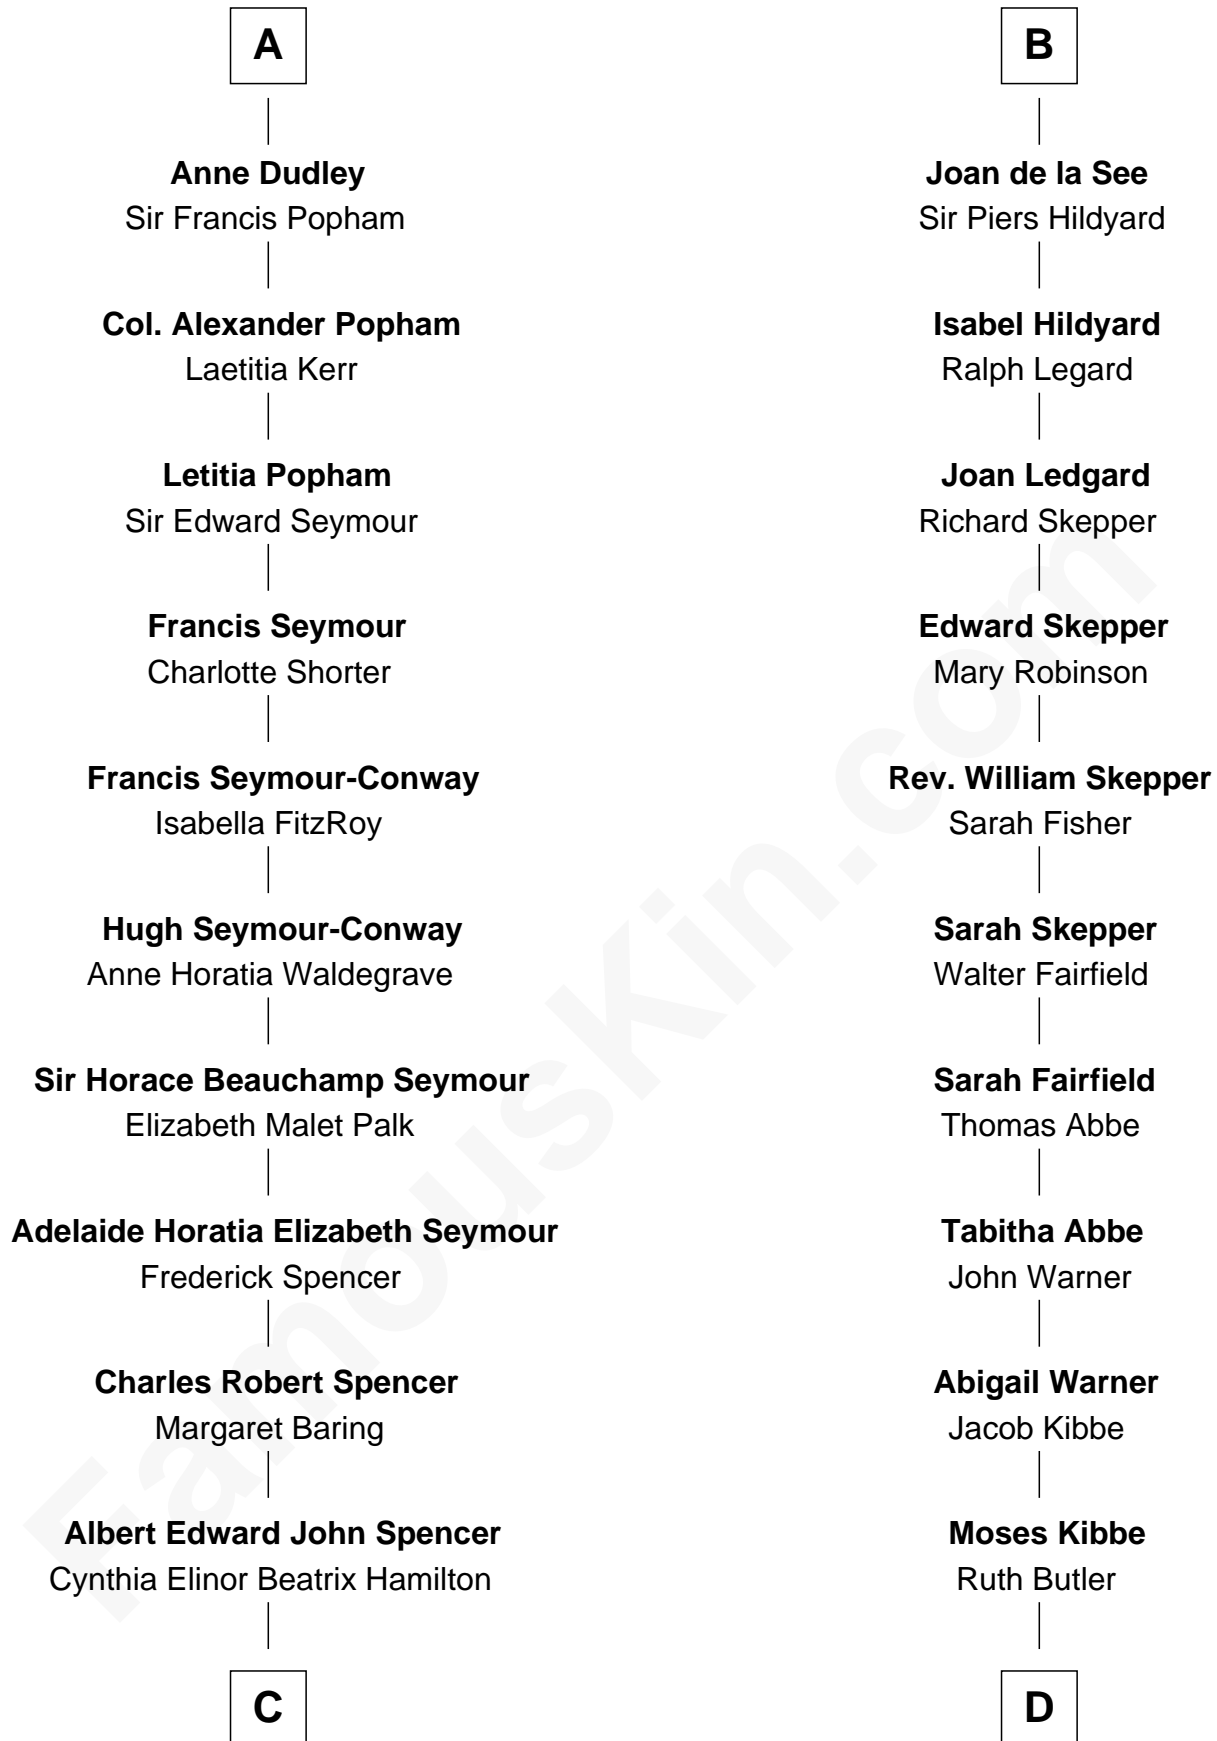 A
Anne Dudley
Sir Francis Popham
Col. Alexander Popham
Laetitia Kerr
Letitia Popham
Sir Edward Seymour
Francis Seymour
Charlotte Shorter
Francis Seymour-Conway
Isabella FitzRoy
Hugh Seymour-Conway
Anne Horatia Waldegrave
Sir Horace Beauchamp Seymour
Elizabeth Malet Palk
Adelaide Horatia Elizabeth Seymour
Frederick Spencer
Charles Robert Spencer
Margaret Baring
Albert Edward John Spencer
Cynthia Elinor Beatrix Hamilton
C
B
Joan de la See
Sir Piers Hildyard
Isabel Hildyard
Ralph Legard
Joan Ledgard
Richard Skepper
Edward Skepper
Mary Robinson
Rev. William Skepper
Sarah Fisher
Sarah Skepper
Walter Fairfield
Sarah Fairfield
Thomas Abbe
Tabitha Abbe
John Warner
Abigail Warner
Jacob Kibbe
Moses Kibbe
Ruth Butler
D
FamousKin.com